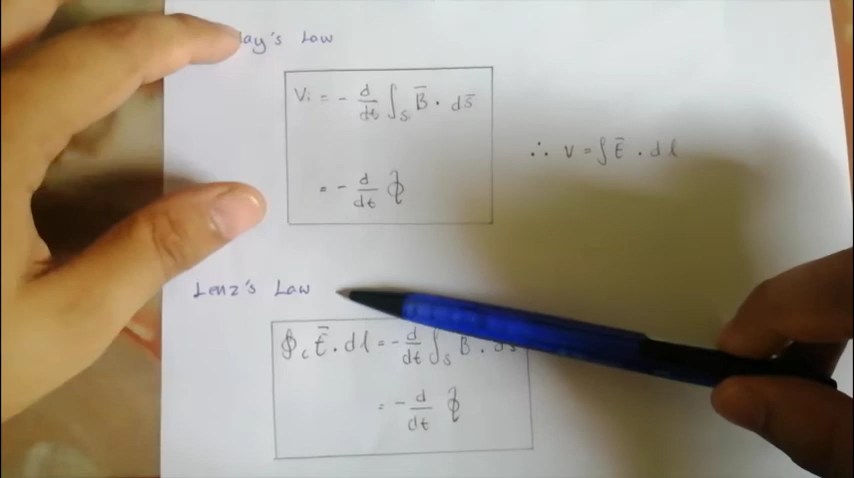 day's Law
Vi = - d/dt ∫s B̄ · ds̄
= - d/dt ϕ
∴ V = ∫ Ē · dl
Lenz's Law
∮c Ē · dl = - d/dt ∫s B · ds
= - d/dt ϕ